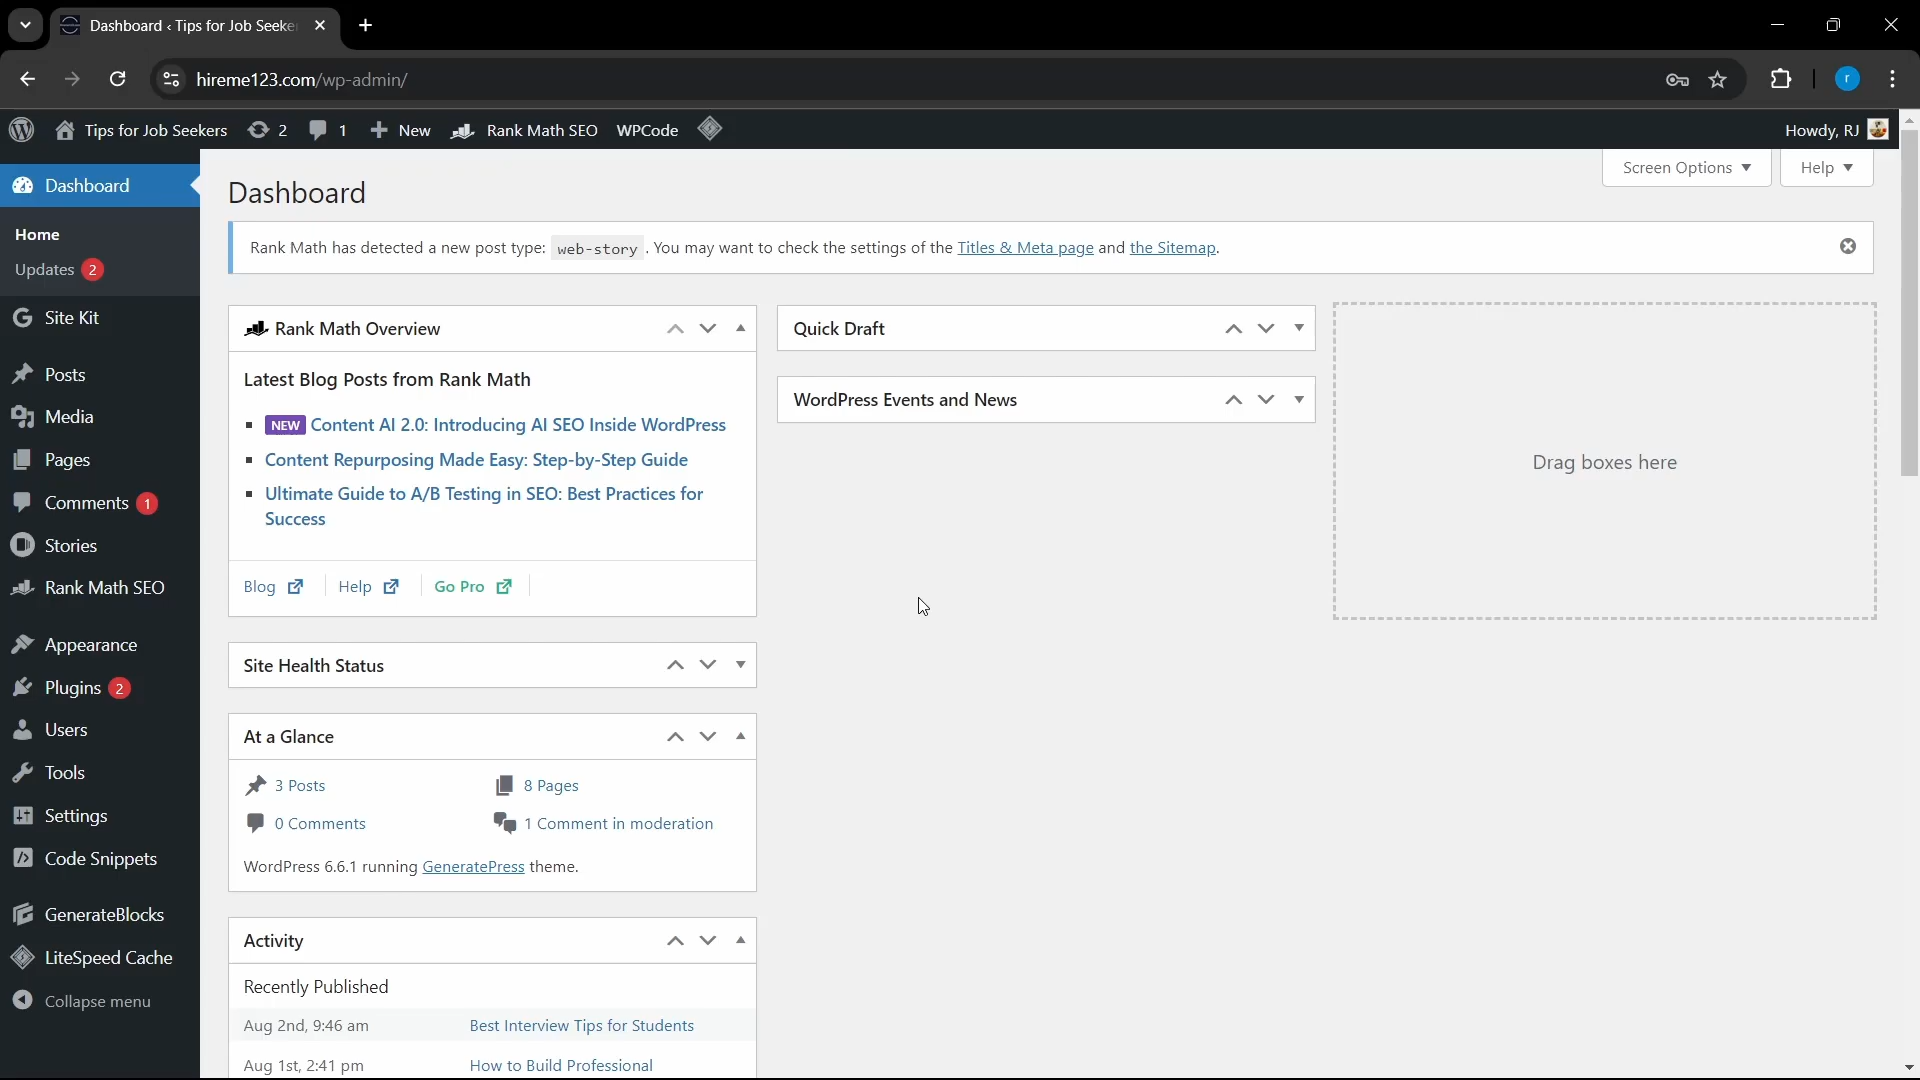 Dashboard ‹ Tips for Job Seeke
hireme123.com/wp-admin/
r
Tips for Job Seekers
2
1
New
Rank Math SEO
WPCode
Howdy, RJ
Dashboard
Home
Updates 2
Site Kit
Posts
Media
Pages
Comments 1
Stories
Rank Math SEO
Appearance
Plugins 2
Users
Tools
Settings
Code Snippets
GenerateBlocks
LiteSpeed Cache
Collapse menu
Screen Options
Help
Dashboard
Rank Math has detected a new post type: web-story. You may want to check the settings of the Titles & Meta page and the Sitemap.
Rank Math Overview
Latest Blog Posts from Rank Math
NEW Content AI 2.0: Introducing AI SEO Inside WordPress
Content Repurposing Made Easy: Step-by-Step Guide
Ultimate Guide to A/B Testing in SEO: Best Practices for
Success
Blog
Help
Go Pro
Site Health Status
At a Glance
3 Posts
8 Pages
0 Comments
1 Comment in moderation
WordPress 6.6.1 running GeneratePress theme.
Activity
Recently Published
Aug 2nd, 9:46 am Best Interview Tips for Students
Aug 1st, 2:41 pm How to Build Professional
Quick Draft
WordPress Events and News
Drag boxes here